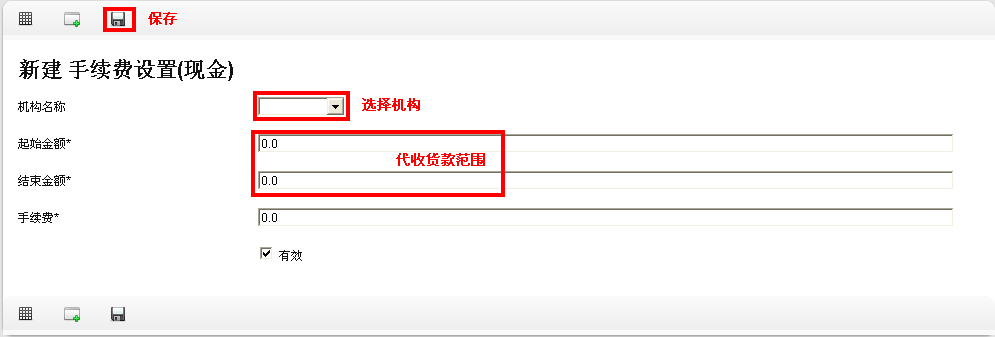 保存
新建 手续费设置(现金)
机构名称 选择机构
起始金额* 0.0
代收货款范围
结束金额* 0.0
手续费* 0.0
有效